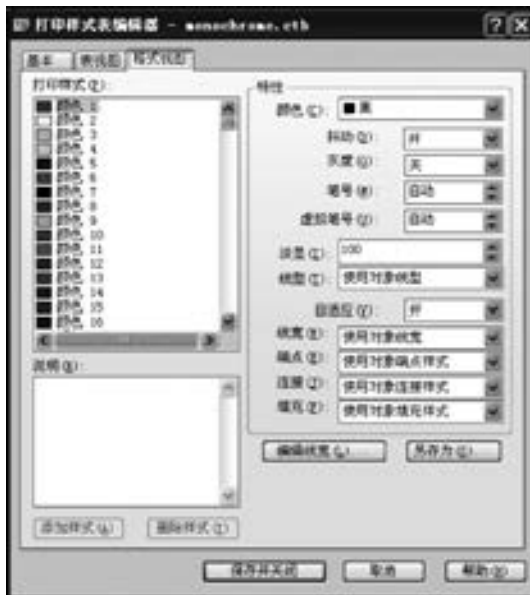 打印样式表编辑器 - monochrome.ctb
基本 表视图 格式视图
打印样式(P):
颜色 1
颜色 2
颜色 3
颜色 4
颜色 5
颜色 6
颜色 7
颜色 8
颜色 9
颜色 10
颜色 11
颜色 12
颜色 13
颜色 14
颜色 15
颜色 16
说明(R):
添加样式(A) 删除样式(T)
特性
颜色(C): 黑
抖动(D): 开
灰度(G): 关
笔号(#): 自动
虚拟笔号(U): 自动
淡显(I): 100
线型(L): 使用对象线型
自适应(V): 开
线宽(W): 使用对象线宽
端点(E): 使用对象端点样式
连接(J): 使用对象连接样式
填充(F): 使用对象填充样式
编辑线宽(L) 另存为(S)
保存并关闭 取消 帮助(H)